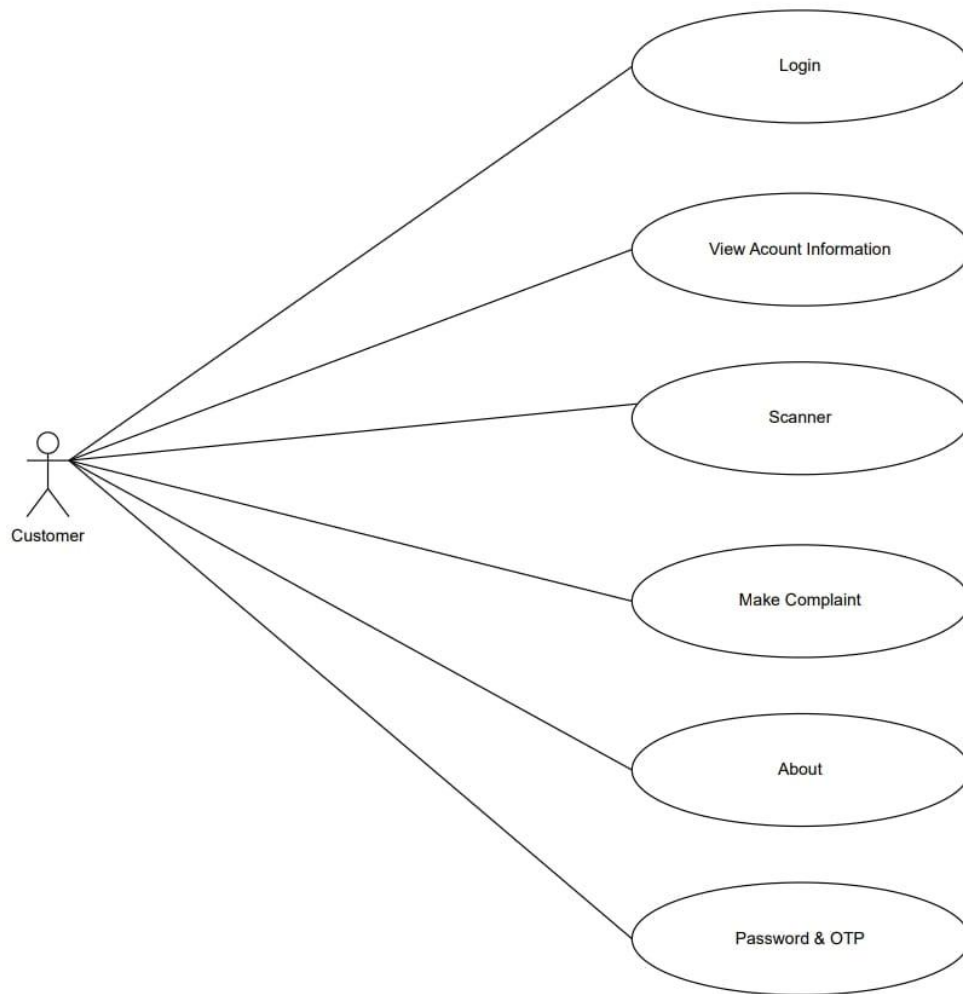 Login
View Acount Information
Scanner
Customer
Make Complaint
About
Password & OTP